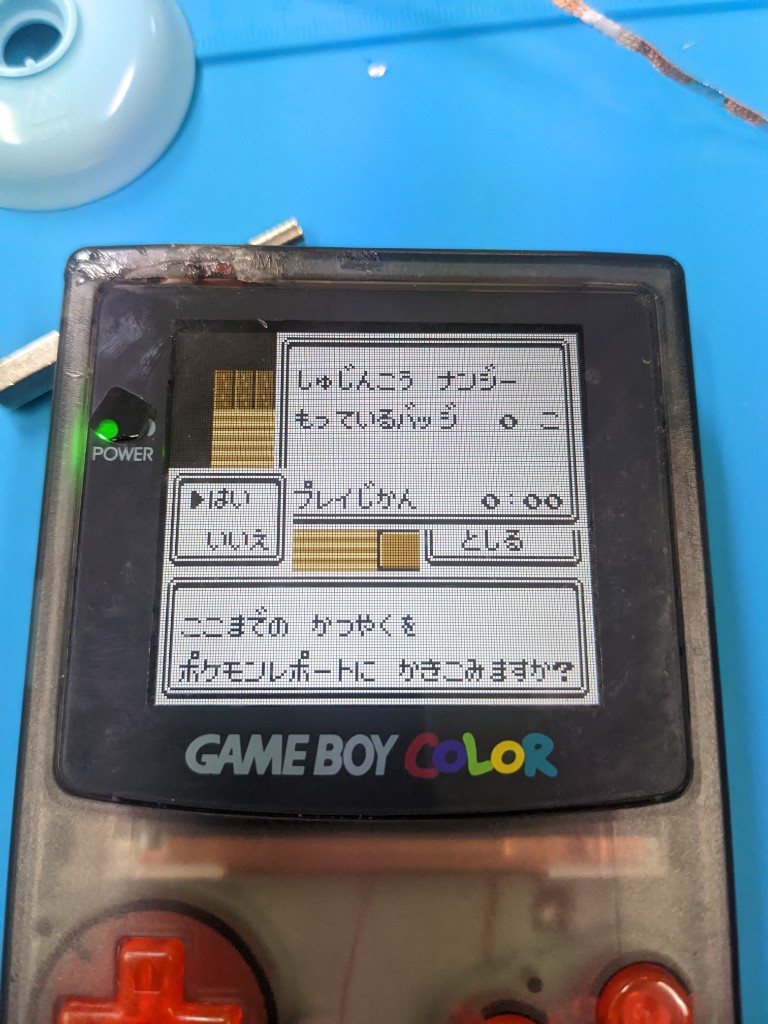 しゅじんこう ナンジー
もっているバッジ 0 こ
プレイじかん 0:00
▶はい
いいえ
とじる
ここまでの かつやくを
ポケモンレポートに かきこみますか?
POWER
GAME BOY COLOR